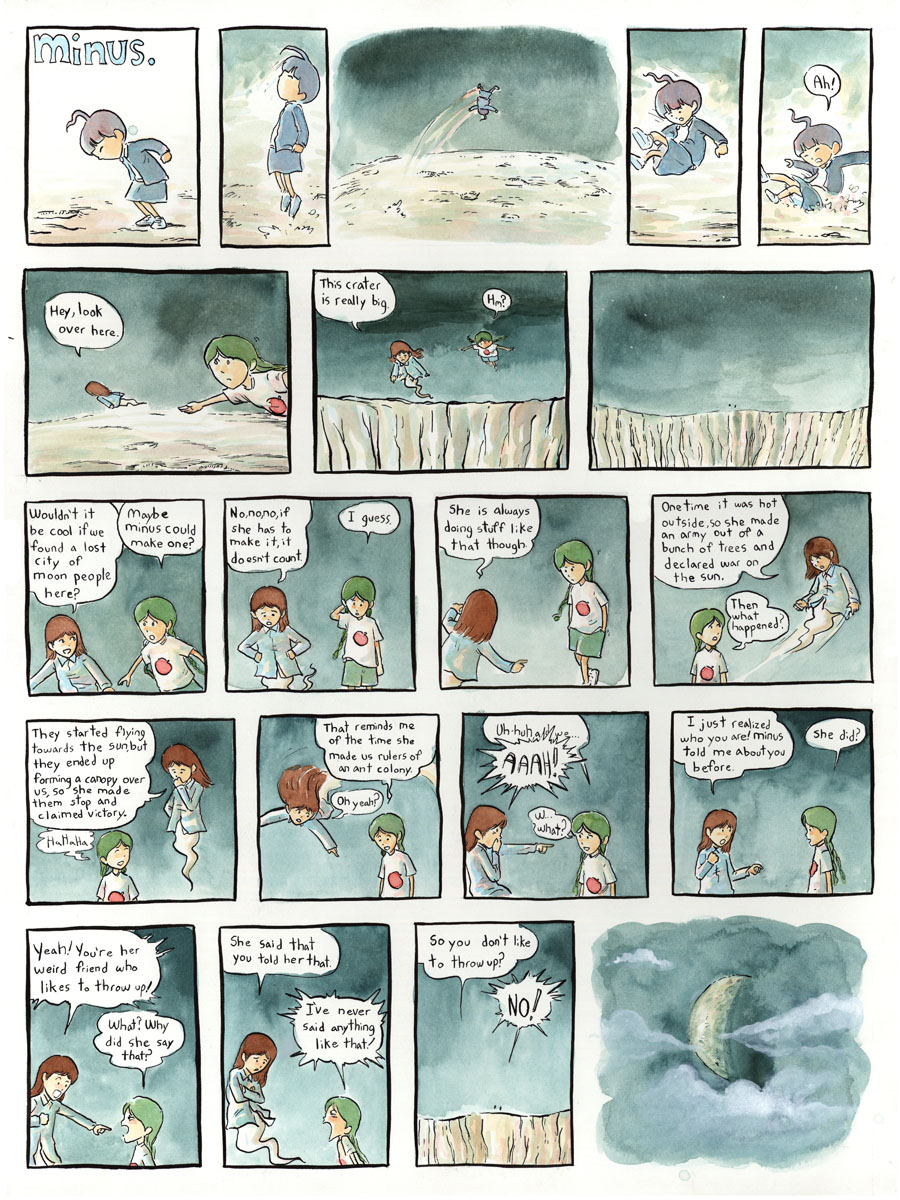 minus.
Ah!
Hey, look
over here.
This crater
is really big.
Hm?
Wouldn't it
be cool if we
found a lost
city of
moon people
here?
Maybe
minus could
make one?
No,no,no, if
she has to
make it, it
doesn't count.
I guess.
She is always
doing stuff like
that though.
One time it was hot
outside, so she made
an army out of a
bunch of trees and
declared war on
the sun.
Then
what
happened?
They started flying
towards the sun, but
they ended up
forming a canopy over
us, so she made
them stop and
claimed victory.
HaHaHa
That reminds me
of the time she
made us rulers of
an ant colony.
Oh yeah?
Uh-huh,
AAAH!
w...
what?
I just realized
who you are! minus
told me about you
before.
She did?
Yeah! You're her
weird friend who
likes to throw up!
What? Why
did she say
that?
She said that
you told her that.
I've never
said anything
like that!
So you don't like
to throw up?
NO!